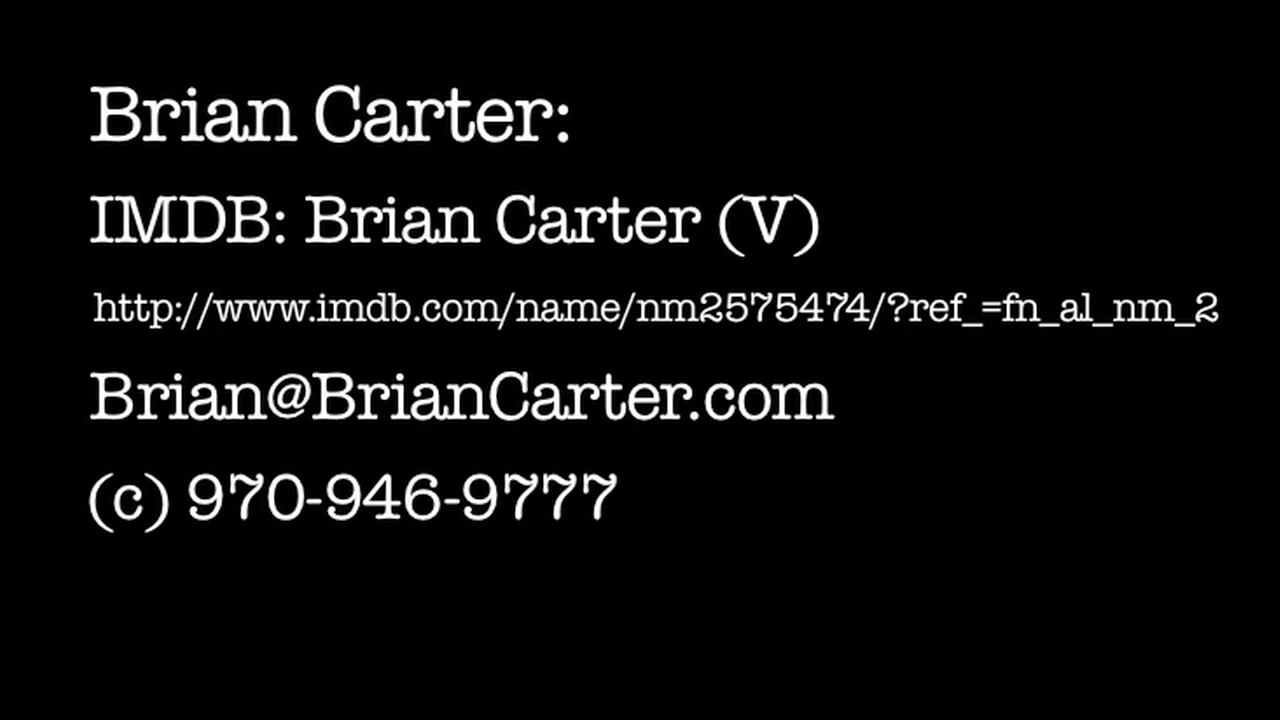 Brian Carter:
IMDB: Brian Carter (V)
http://www.imdb.com/name/nm2575474/?ref_=fn_al_nm_2
Brian@BrianCarter.com
(c) 970-946-9777